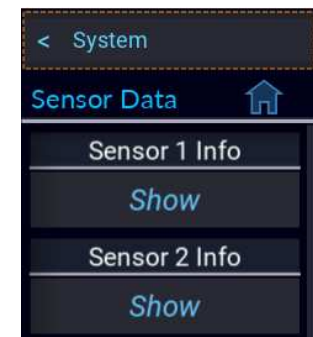 < System
Sensor Data
Sensor 1 Info
Show
Sensor 2 Info
Show